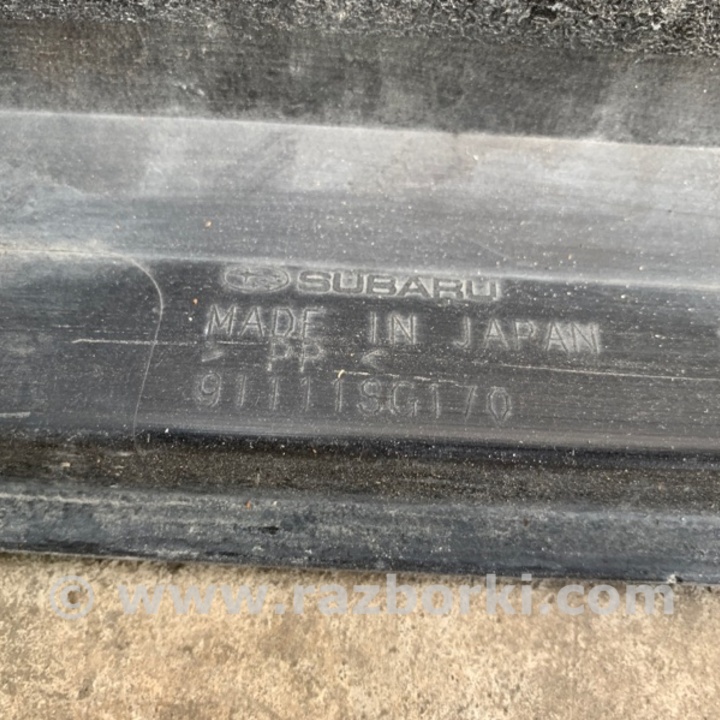 SUBARU
MADE IN JAPAN
> PP <
91111SG170
© www.razborki.com